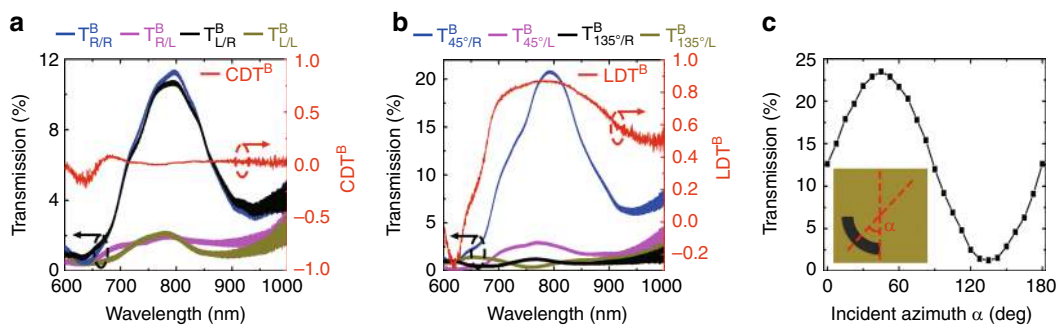 a
T^B_R/R T^B_R/L T^B_L/R T^B_L/L
CDT^B
Transmission (%)
12
8
4
0
1.0
0.5
0.0
−0.5
−1.0
CDT^B
600 700 800 900 1000
Wavelength (nm)
b
T^B_45°/R T^B_45°/L T^B_135°/R T^B_135°/L
LDT^B
Transmission (%)
20
15
10
5
0
1.0
0.8
0.6
0.4
0.2
0.0
−0.2
LDT^B
600 700 800 900 1000
Wavelength (nm)
c
Transmission (%)
25
20
15
10
5
0
α
0 60 120 180
Incident azimuth α (deg)